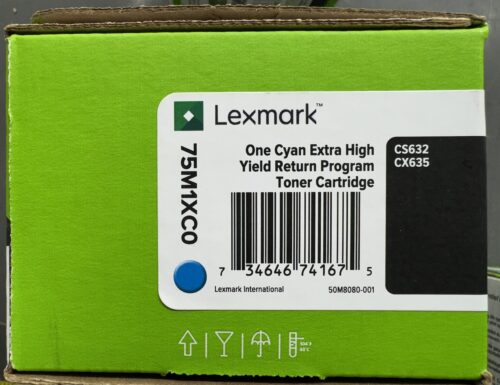 Lexmark™
75M1XC0
One Cyan Extra High
Yield Return Program
Toner Cartridge
CS632
CX635
7 34646 74167 5
Lexmark International
50M8080-001